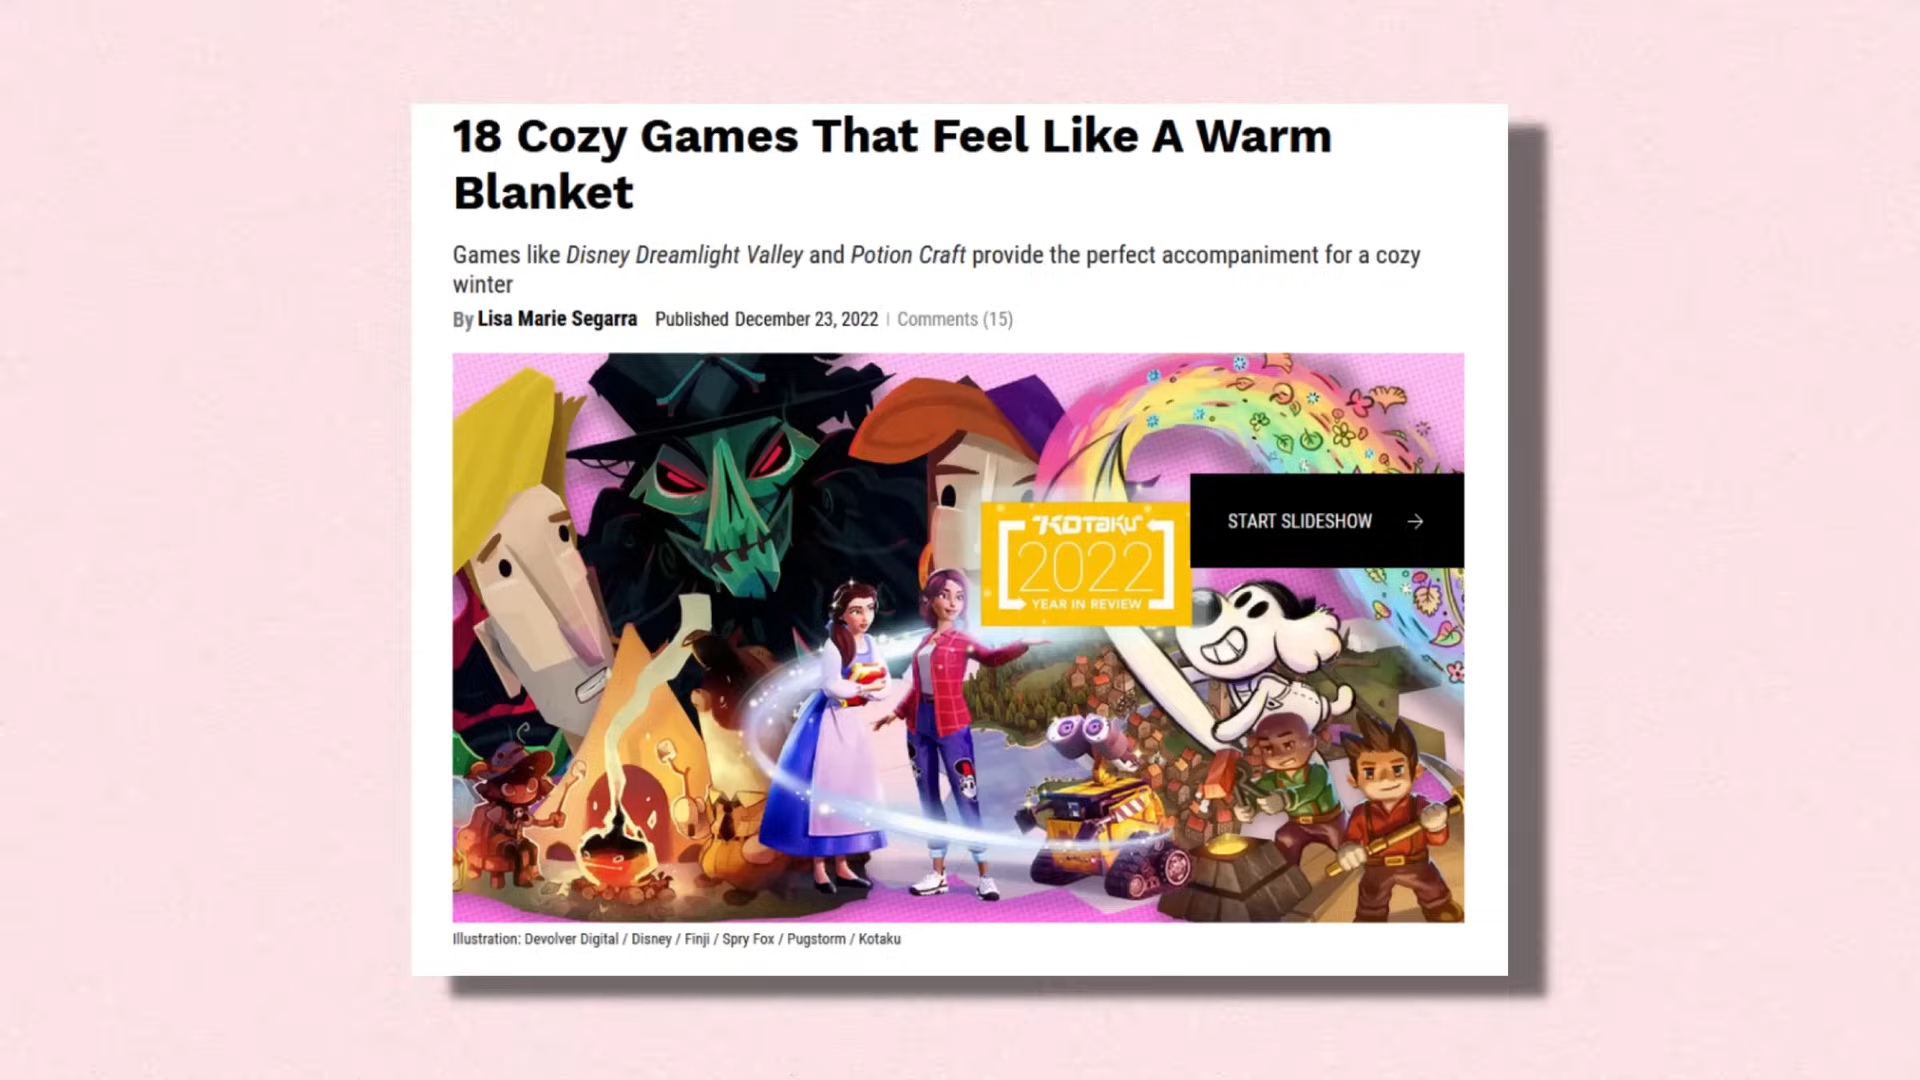 18 Cozy Games That Feel Like A Warm
Blanket
Games like Disney Dreamlight Valley and Potion Craft provide the perfect accompaniment for a cozy
winter
By Lisa Marie Segarra Published December 23, 2022 | Comments (15)
START SLIDESHOW →
KOTAKU
2022
YEAR IN REVIEW
Illustration: Devolver Digital / Disney / Finji / Spry Fox / Pugstorm / Kotaku